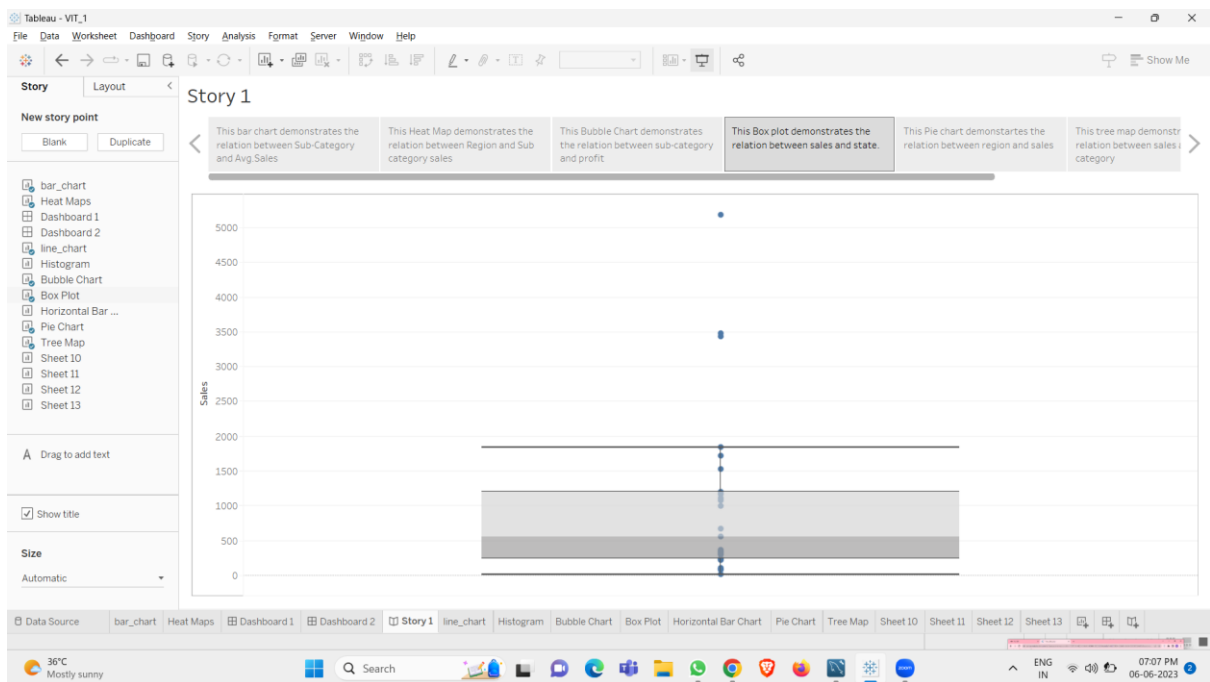 Tableau - VIT_1
File Data Worksheet Dashboard Story Analysis Format Server Window Help
Show Me
Story Layout
New story point
Blank Duplicate
bar_chart
Heat Maps
Dashboard 1
Dashboard 2
line_chart
Histogram
Bubble Chart
Box Plot
Horizontal Bar ...
Pie Chart
Tree Map
Sheet 10
Sheet 11
Sheet 12
Sheet 13
A Drag to add text
Show title
Size
Automatic
Story 1
This bar chart demonstrates the
relation between Sub-Category
and Avg Sales
This Heat Map demonstrates the
relation between Region and Sub
category sales
This Bubble Chart demonstrates
the relation between sub-category
and profit
This Box plot demonstrates the
relation between sales and state.
This Pie chart demonstartes the
relation between region and sales
This tree map demonstr
relation between sales
category
5000
4500
4000
3500
3000
2500
2000
1500
1000
500
0
Sales
Data Source bar_chart Heat Maps Dashboard 1 Dashboard 2 Story 1 line_chart Histogram Bubble Chart Box Plot Horizontal Bar Chart Pie Chart Tree Map Sheet 10 Sheet 11 Sheet 12 Sheet 13
36°C
Mostly sunny
Search
zoom
ENG
IN
07:07 PM
06-06-2023
2